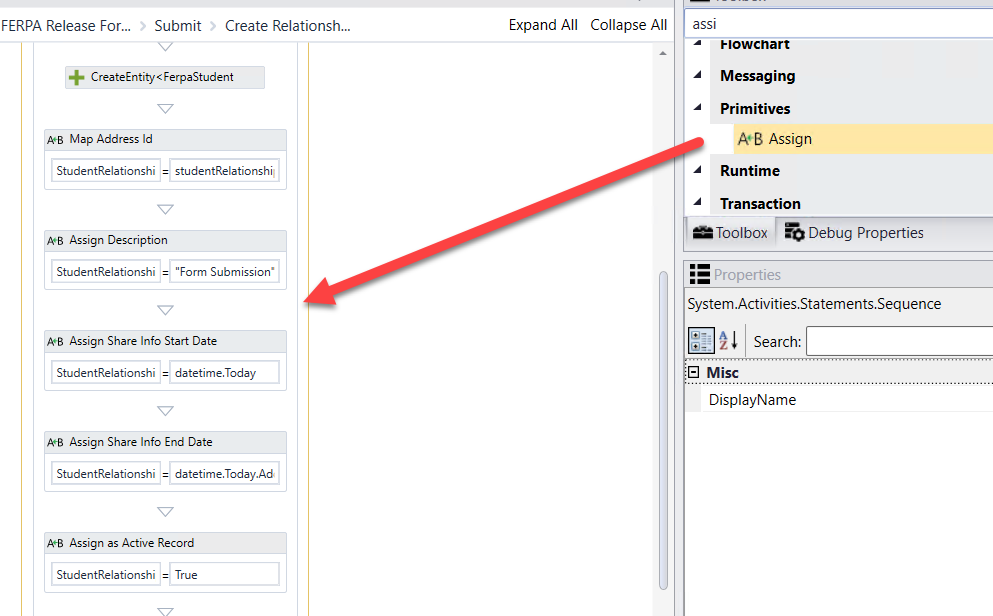 FERPA Release For... > Submit > Create Relationsh...
Expand All Collapse All
CreateEntity<FerpaStudent
A+B Map Address Id
StudentRelationshi = studentRelationship
A+B Assign Description
StudentRelationshi = "Form Submission"
A+B Assign Share Info Start Date
StudentRelationshi = datetime.Today
A+B Assign Share Info End Date
StudentRelationshi = datetime.Today.Ad
A+B Assign as Active Record
StudentRelationshi = True
assi
Flowchart
Messaging
Primitives
A+B Assign
Runtime
Transaction
Toolbox Debug Properties
Properties
System.Activities.Statements.Sequence
A
Z
Search:
Misc
DisplayName